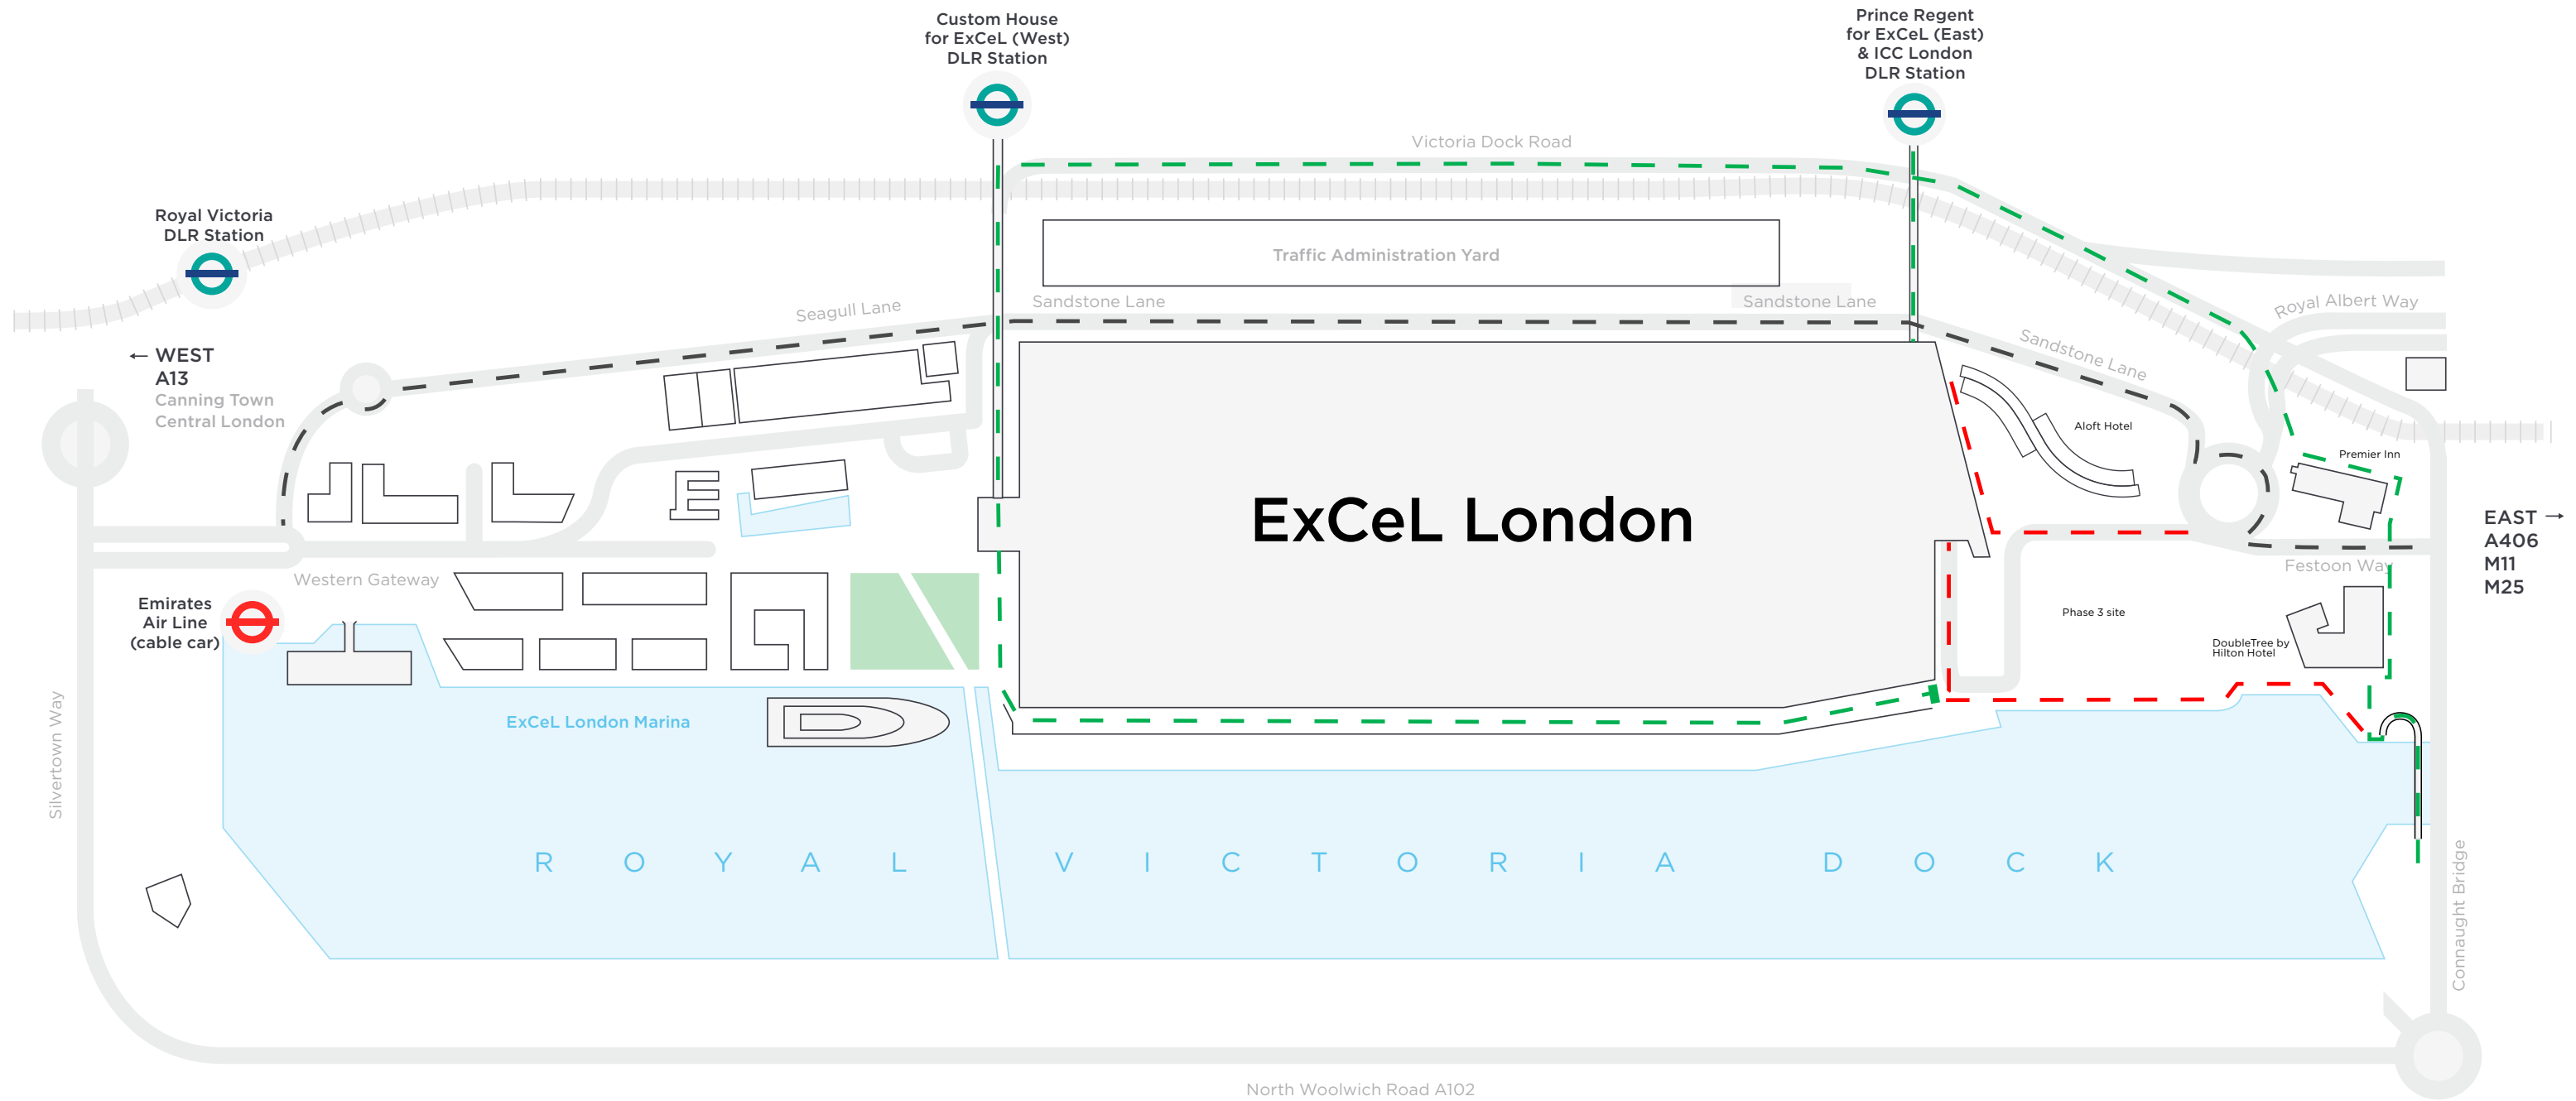 Custom House
for ExCeL (West)
DLR Station
Prince Regent
for ExCeL (East)
& ICC London
DLR Station
Victoria Dock Road
Royal Victoria
DLR Station
Traffic Administration Yard
Seagull Lane
Sandstone Lane
Sandstone Lane
Royal Albert Way
Sandstone Lane
← WEST
A13
Canning Town
Central London
Aloft Hotel
Premier Inn
ExCeL London
EAST →
A406
M11
M25
Western Gateway
Festoon Way
Emirates
Air Line
(cable car)
Phase 3 site
DoubleTree by
Hilton Hotel
ExCeL London Marina
Silvertown Way
ROYAL VICTORIA DOCK
Connaught Bridge
North Woolwich Road A102